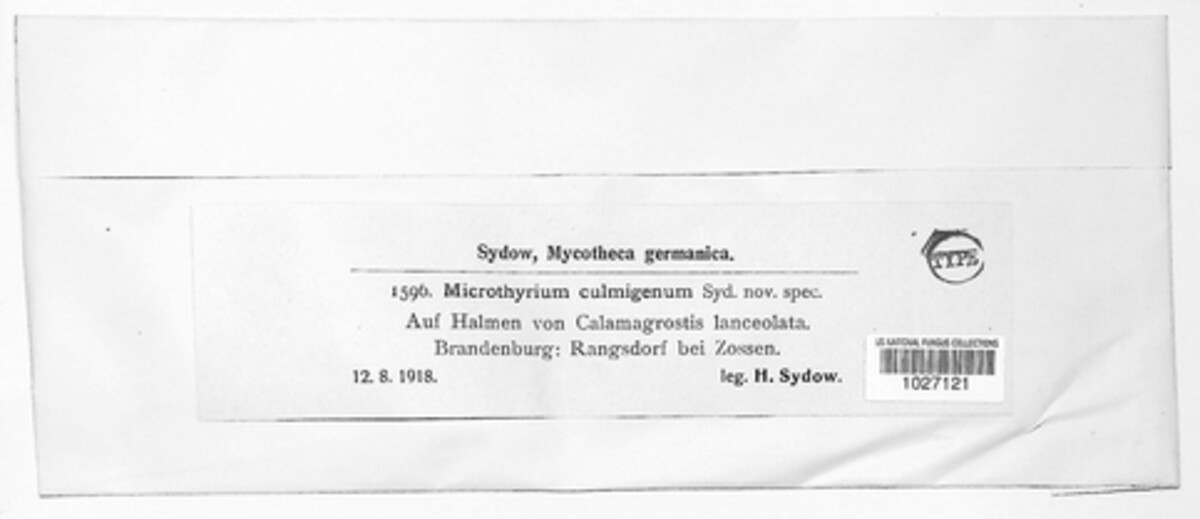 Sydow, Mycotheca germanica.
1596. Microthyrium culmigenum Syd. nov. spec.
Auf Halmen von Calamagrostis lanceolata.
Brandenburg: Rangsdorf bei Zossen.
12. 8. 1918. leg. H. Sydow.
TYPE
US NATIONAL FUNGUS COLLECTIONS
1027121